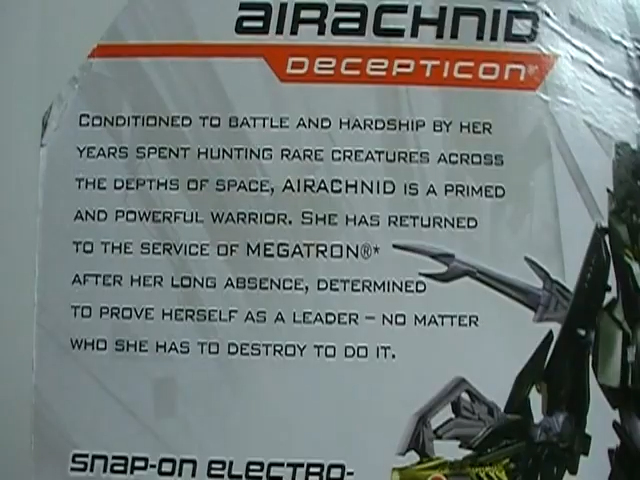 AIRACHNID
DECEPTICON®
CONDITIONED TO BATTLE AND HARDSHIP BY HER
YEARS SPENT HUNTING RARE CREATURES ACROSS
THE DEPTHS OF SPACE, AIRACHNID IS A PRIMED
AND POWERFUL WARRIOR. SHE HAS RETURNED
TO THE SERVICE OF MEGATRON®*
AFTER HER LONG ABSENCE, DETERMINED
TO PROVE HERSELF AS A LEADER – NO MATTER
WHO SHE HAS TO DESTROY TO DO IT.
SNAP-ON ELECTRO-